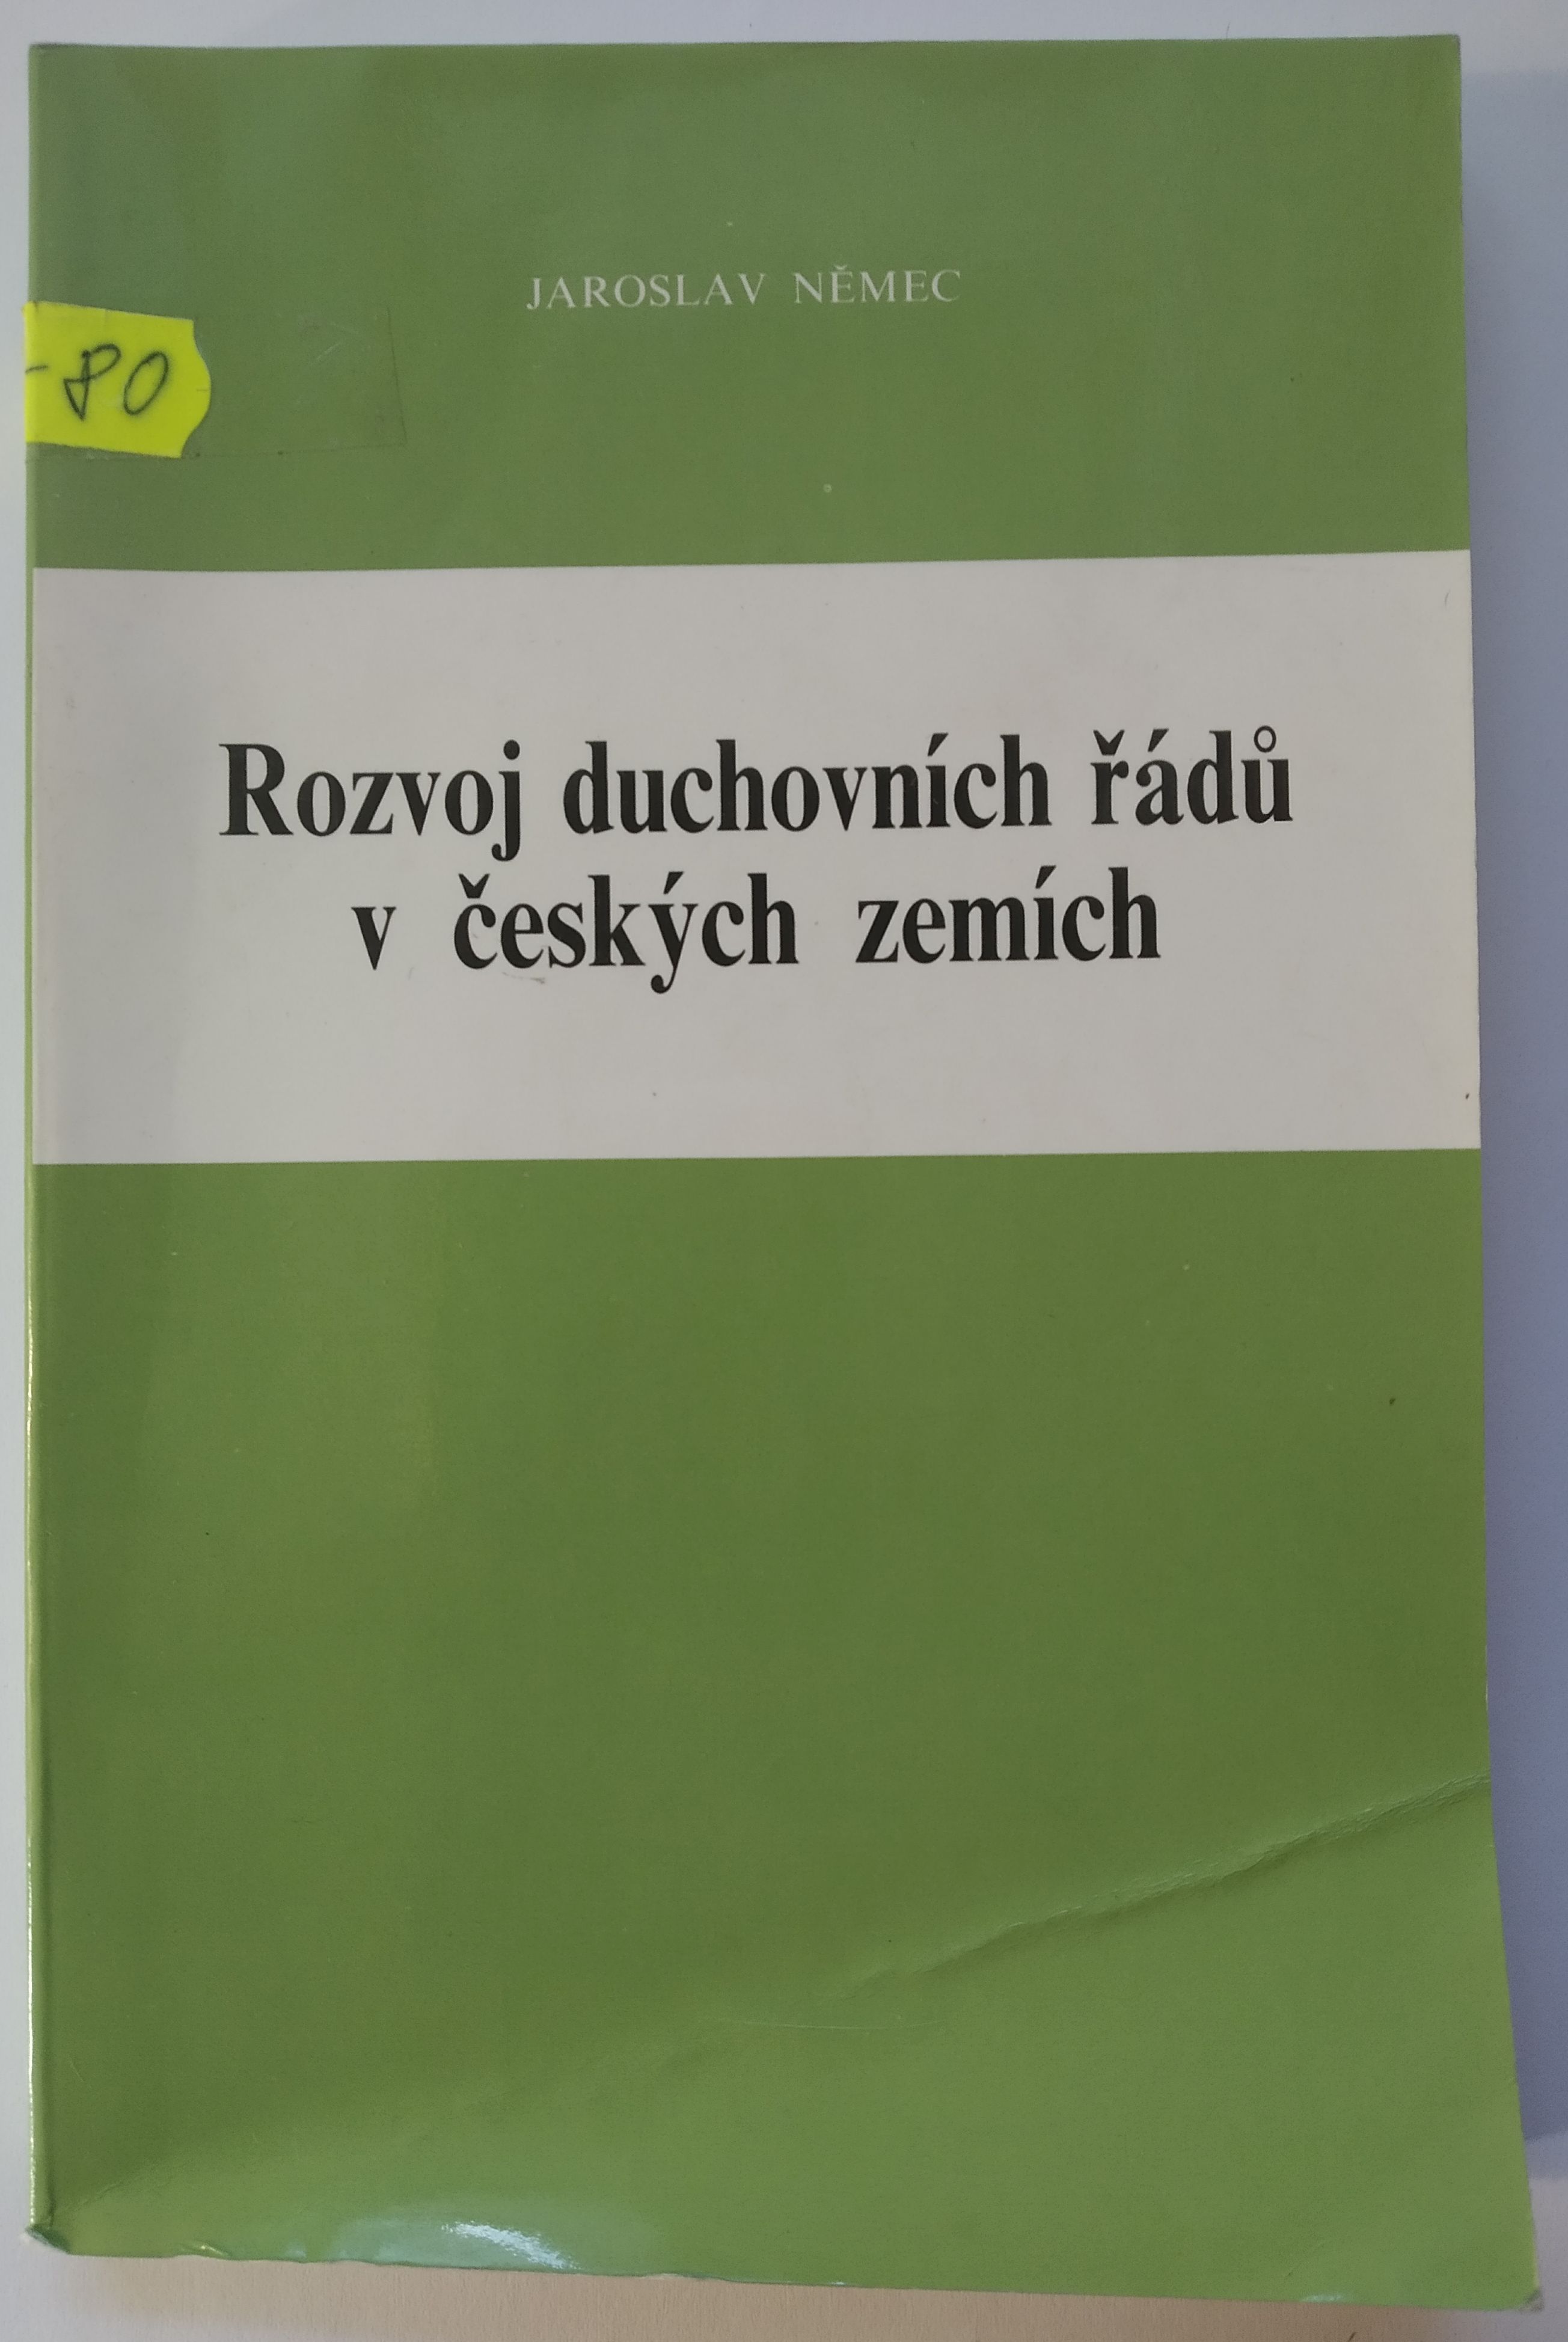 JAROSLAV NĚMEC
-80
Rozvoj duchovních řádů
v českých zemích